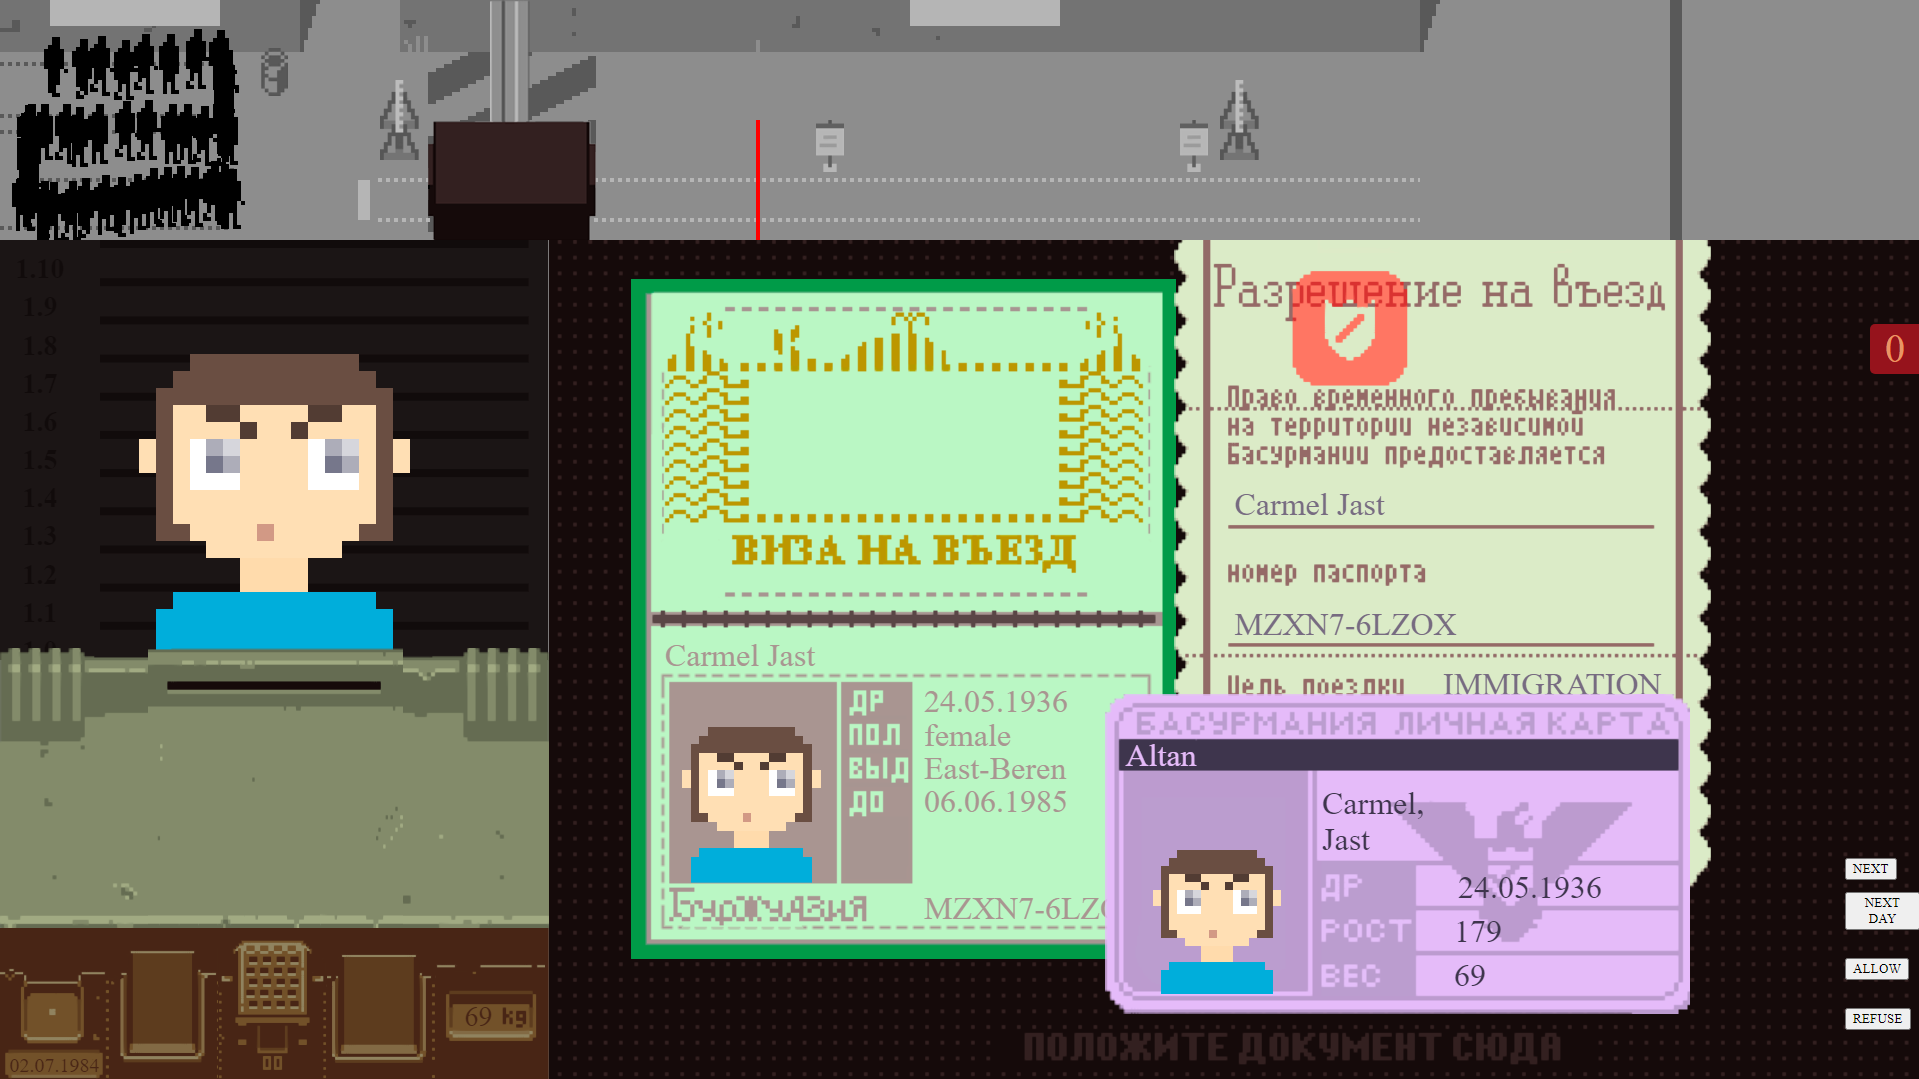 1.10
1.9
1.8
1.7
1.6
1.5
1.4
1.3
1.2
1.1
69 kg
02.07.1984
ВИЗА НА ВЪЕЗД
Carmel Jast
ДР 24.05.1936
ПОЛ female
ВЫД East-Beren
ДО 06.06.1985
Буржуазия MZXN7-6LZ
Разрешение на въезд
Право временного пребывания
на территории независимой
Басурмании предоставляется
Carmel Jast
номер паспорта
MZXN7-6LZOX
Цель поездку IMMIGRATION
БАСУРМАНИЯ ЛИЧНАЯ КАРТА
Altan
Carmel,
Jast
ДР 24.05.1936
РОСТ 179
ВЕС 69
ПОЛОЖИТЕ ДОКУМЕНТ СЮДА
0
NEXT
NEXT
DAY
ALLOW
REFUSE